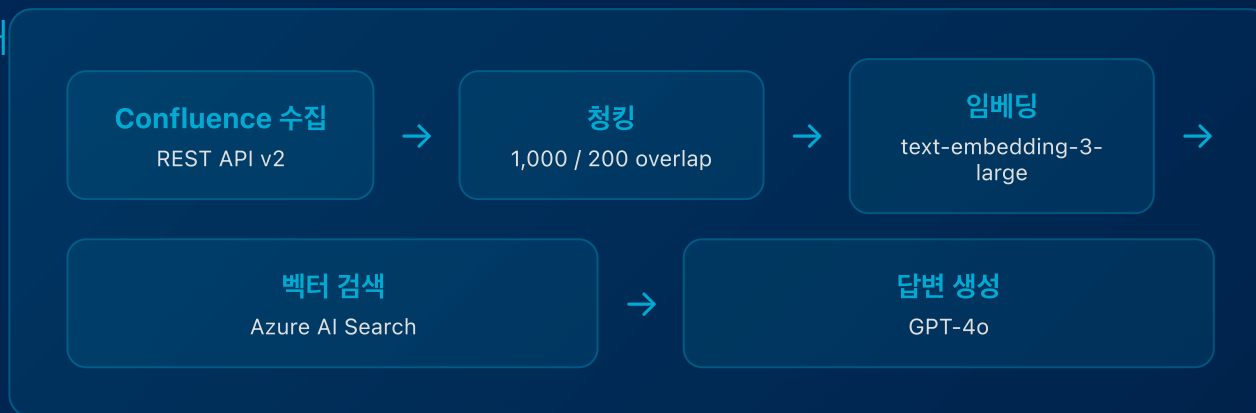 Confluence 수집
REST API v2
청킹
1,000 / 200 overlap
임베딩
text-embedding-3-
large
벡터 검색
Azure AI Search
답변 생성
GPT-4o